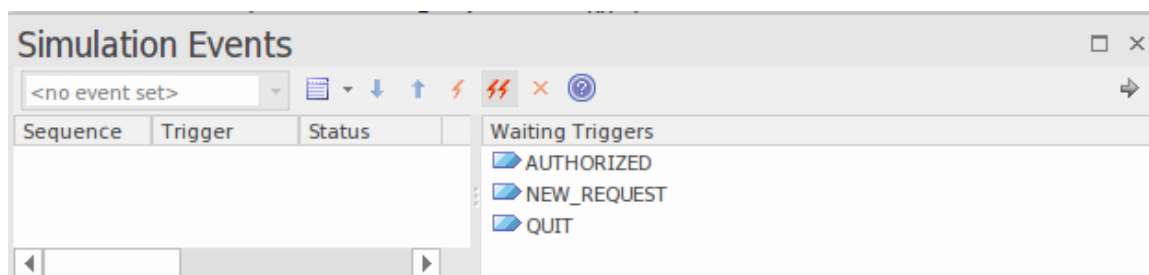 Simulation Events
<no event set>
Sequence Trigger Status
Waiting Triggers
AUTHORIZED
NEW_REQUEST
QUIT